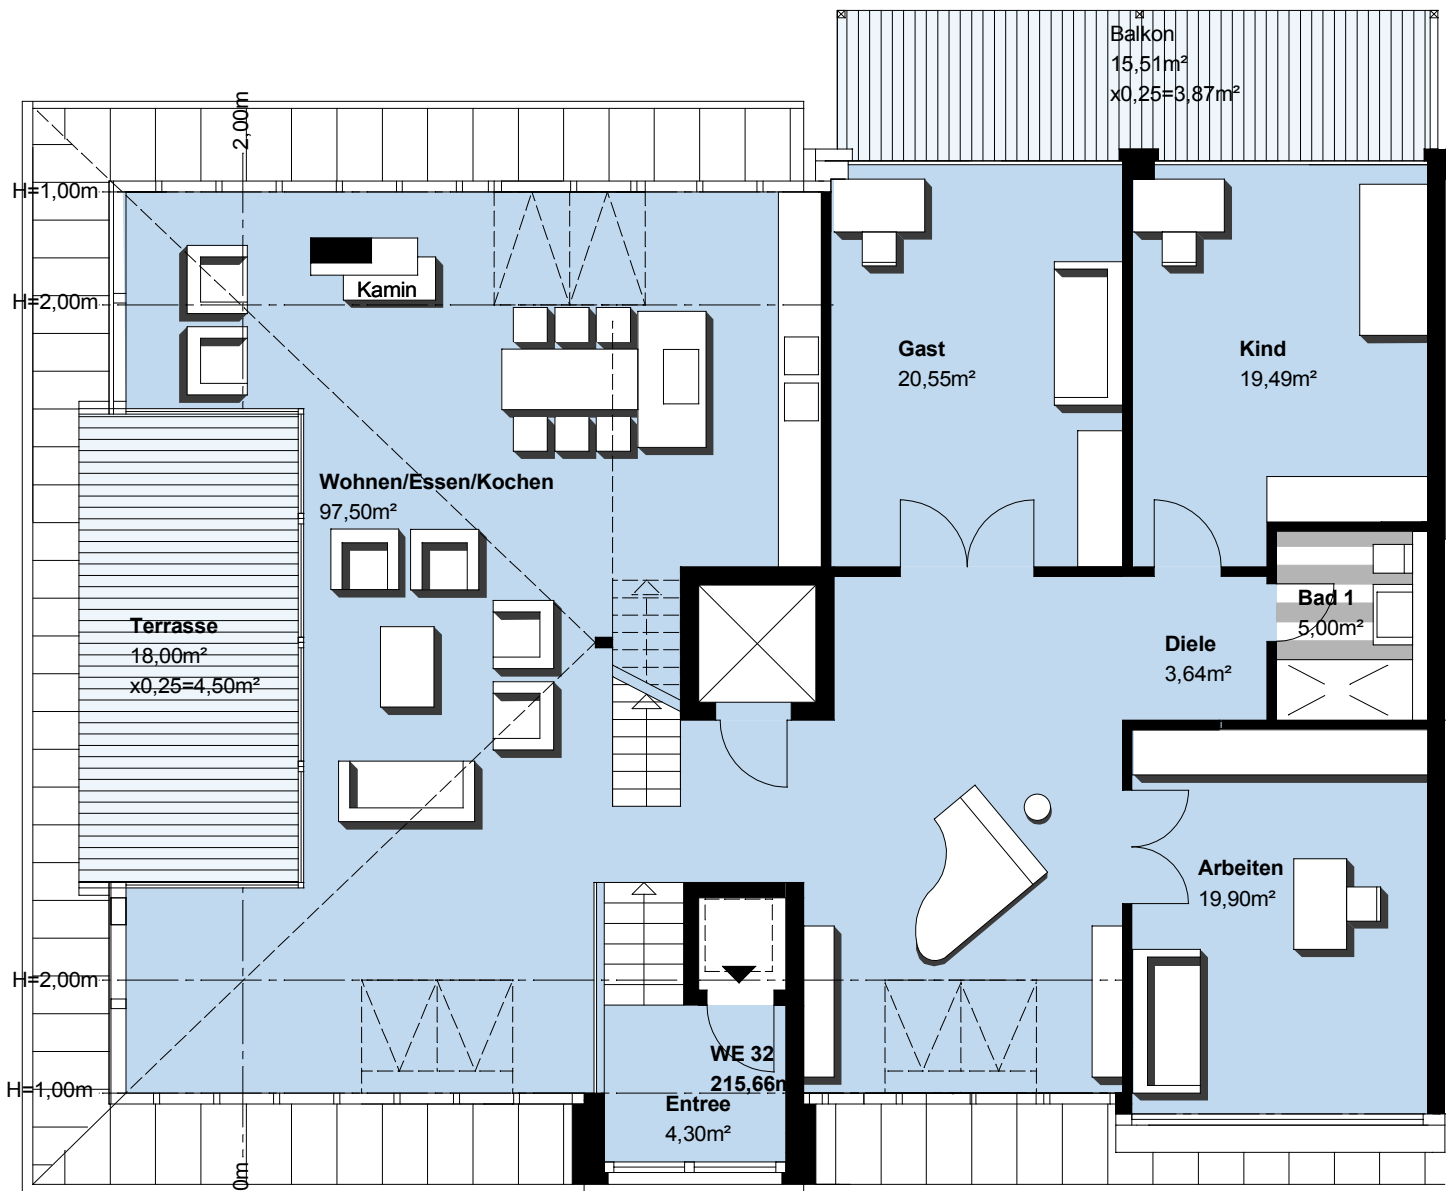 Balkon
15,51m²
x0,25=3,87m²
2,00m
H=1,00m
H=2,00m
Kamin
Gast
20,55m²
Kind
19,49m²
Wohnen/Essen/Kochen
97,50m²
Terrasse
18,00m²
x0,25=4,50m²
Bad 1
5,00m²
Diele
3,64m²
Arbeiten
19,90m²
H=2,00m
WE 32
215,66m
H=1,00m
Entree
4,30m²
0m